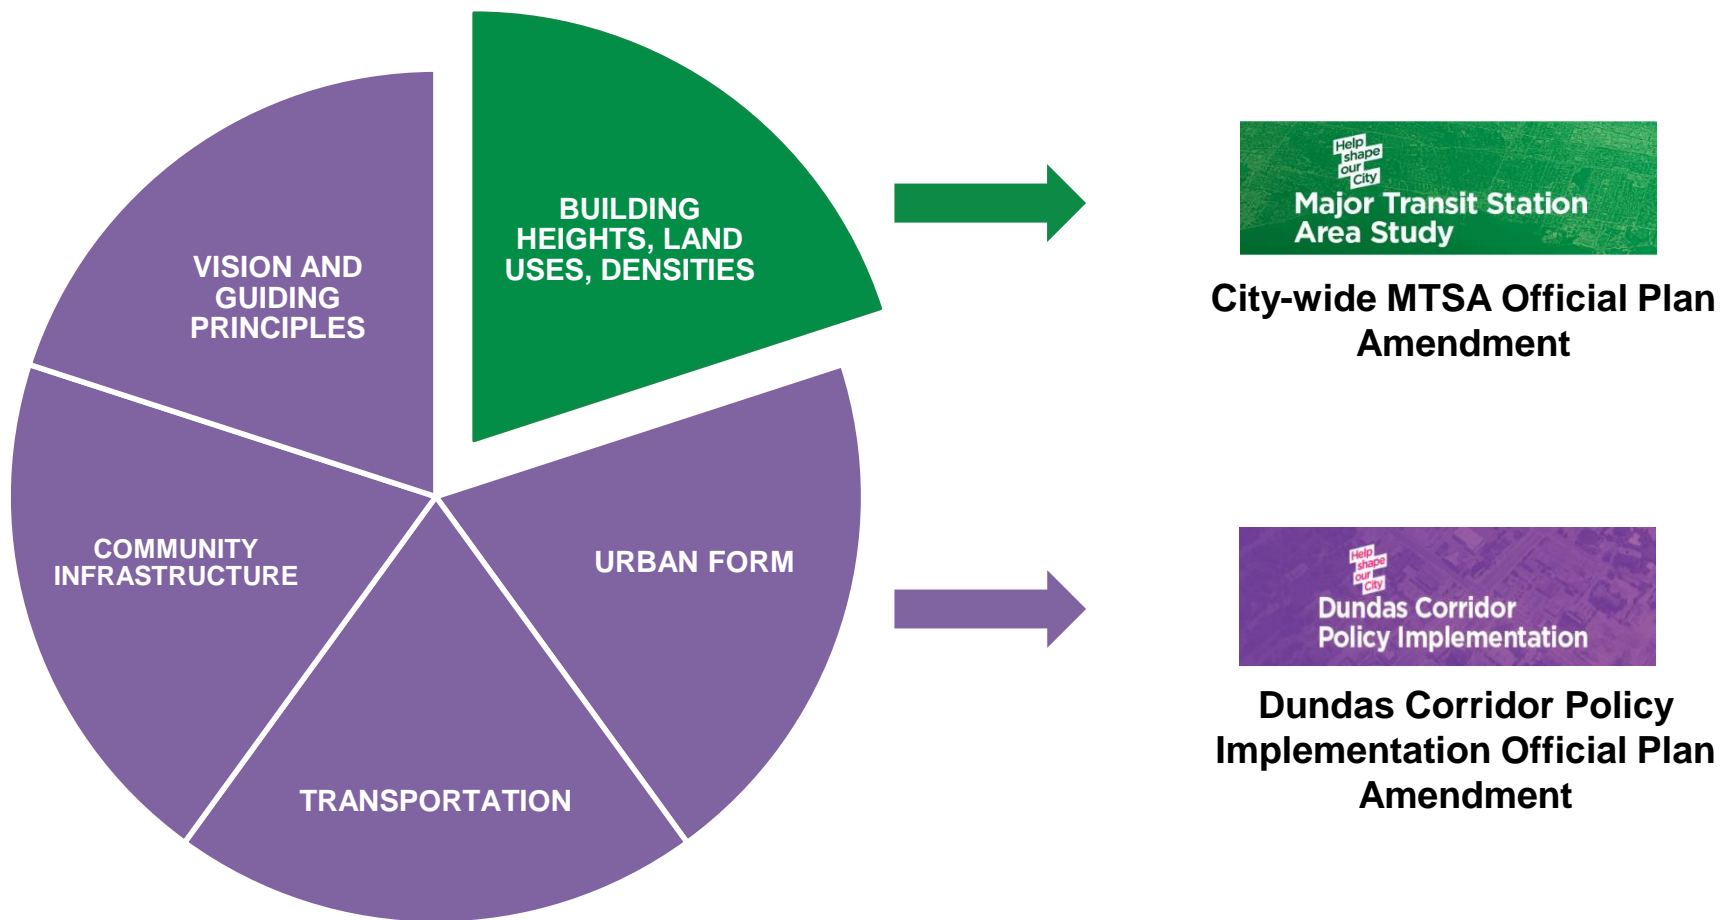 BUILDING
HEIGHTS, LAND
USES, DENSITIES
VISION AND
GUIDING
PRINCIPLES
COMMUNITY
INFRASTRUCTURE
URBAN FORM
TRANSPORTATION
Help
shape
our
City
Major Transit Station
Area Study
City-wide MTSA Official Plan
Amendment
Help
shape
our
City
Dundas Corridor
Policy Implementation
Dundas Corridor Policy
Implementation Official Plan
Amendment